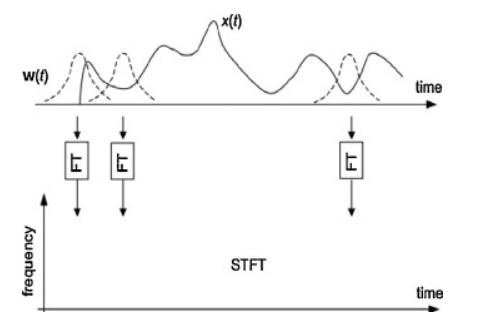 x(t)
w(t)
time
FT
FT
FT
frequency
STFT
time